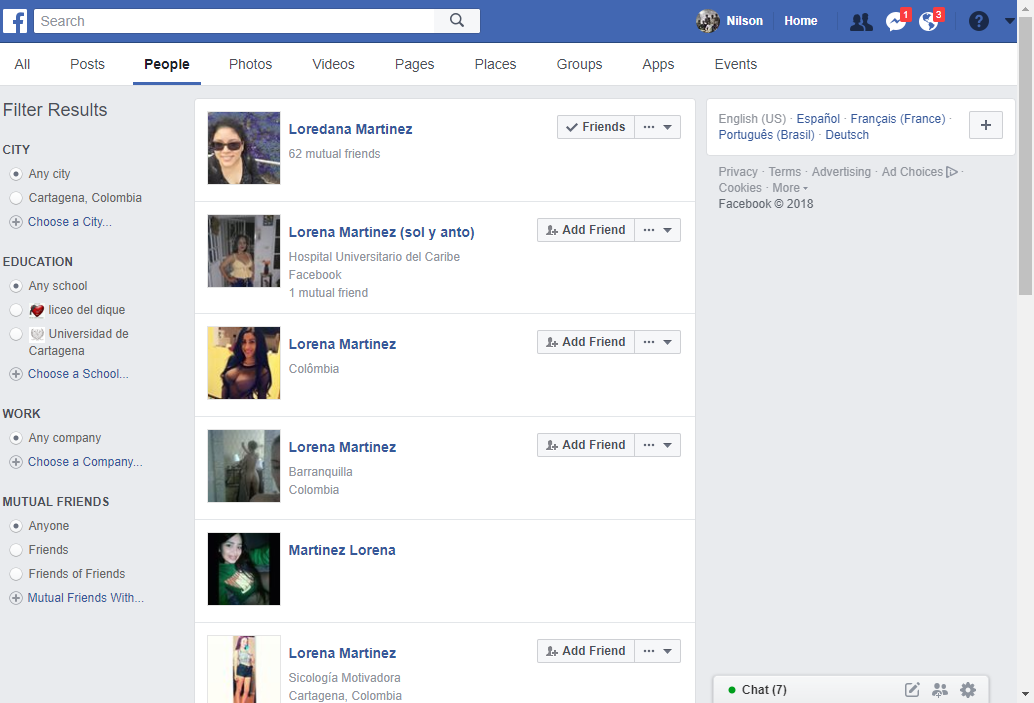 f Search Nilson Home 1 3 ?
All Posts People Photos Videos Pages Places Groups Apps Events
Filter Results
CITY
Any city
Cartagena, Colombia
Choose a City...
EDUCATION
Any school
liceo del dique
Universidad de
Cartagena
Choose a School...
WORK
Any company
Choose a Company...
MUTUAL FRIENDS
Anyone
Friends
Friends of Friends
Mutual Friends With...
Loredana Martinez
62 mutual friends
Friends
Lorena Martinez (sol y anto)
Hospital Universitario del Caribe
Facebook
1 mutual friend
Add Friend
Lorena Martinez
Colômbia
Add Friend
Lorena Martinez
Barranquilla
Colombia
Add Friend
Martinez Lorena
Lorena Martinez
Sicología Motivadora
Cartagena, Colombia
Add Friend
English (US) · Español · Français (France) ·
Português (Brasil) · Deutsch
Privacy · Terms · Advertising · Ad Choices ·
Cookies · More
Facebook © 2018
Chat (7)